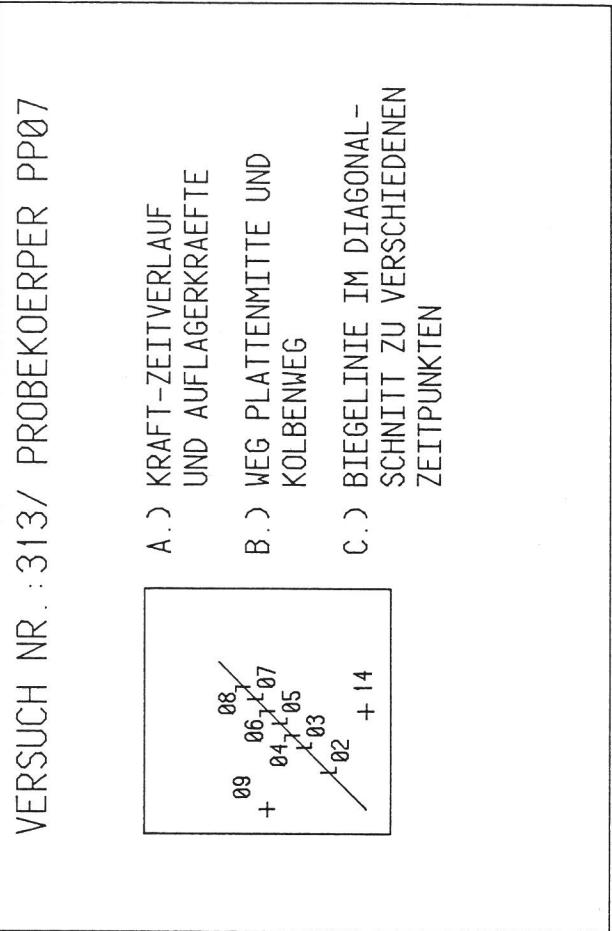 VERSUCH NR.:313/ PROBEKOERPER PP07
A.) KRAFT-ZEITVERLAUF
UND AUFLAGERKRAEFTE
B.) WEG PLATTENMITTE UND
KOLBENWEG
C.) BIEGELINIE IM DIAGONAL-
SCHNITT ZU VERSCHIEDENEN
ZEITPUNKTEN
09
08
07
06
05
04
03
02
14